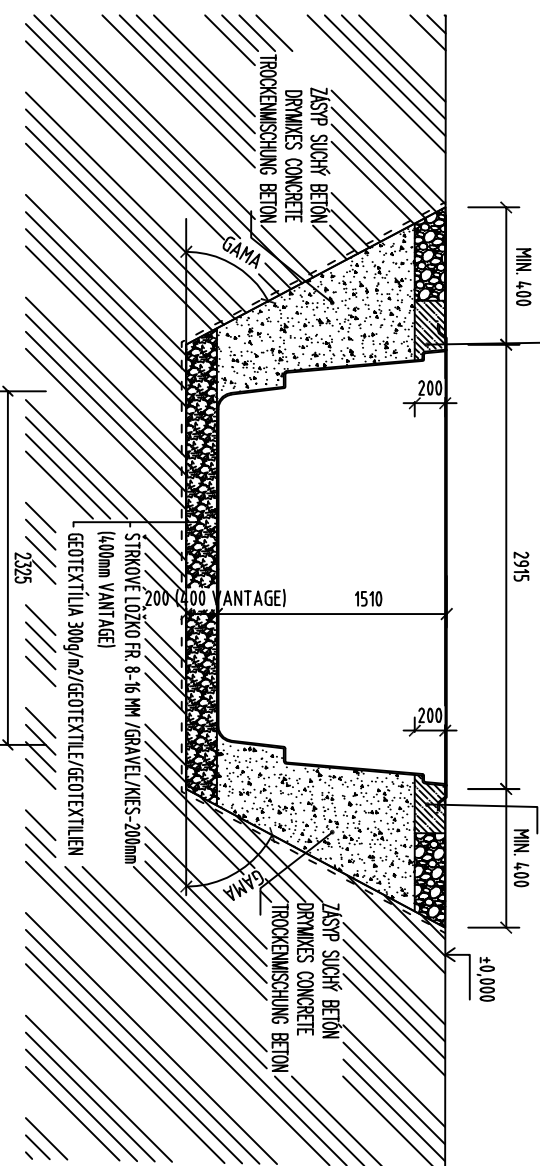 ZÁSYP SUCHÝ BETÓN
DRYMIXES CONCRETE
TROCKENMISCHUNG BETON
GAMA
MIN. 400
200
2915
1510
200 (400 VANTAGE)
2325
ŠTRKOVÉ LÔŽKO FR. 8-16 MM /GRAVEL/KIES-200mm
(400mm VANTAGE)
GEOTEXTÍLIA 300g/m2/GEOTEXTILE/GEOTEXTILIEN
200
MIN. 400
GAMA
±0,000
ZÁSYP SUCHÝ BETÓN
DRYMIXES CONCRETE
TROCKENMISCHUNG BETON